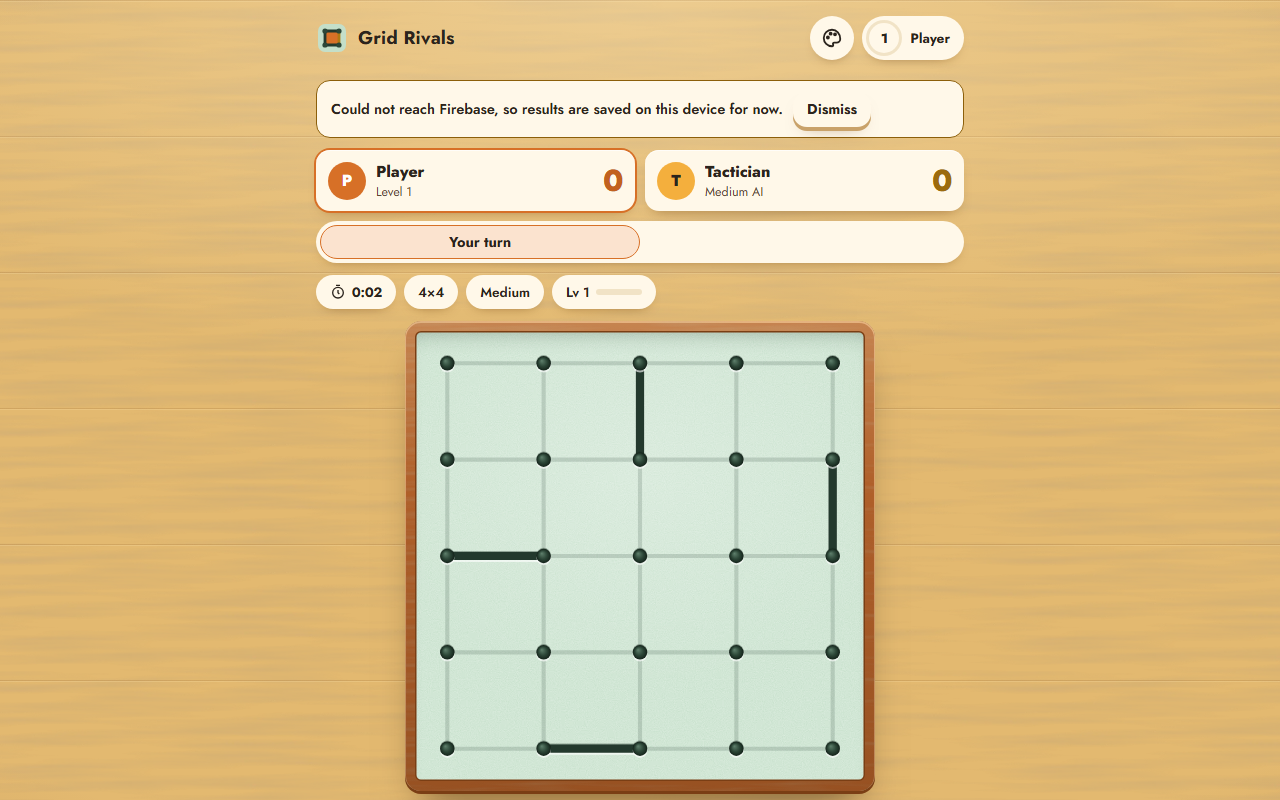 Grid Rivals
1 Player
Could not reach Firebase, so results are saved on this device for now. Dismiss
P Player 0
Level 1
T Tactician 0
Medium AI
Your turn
0:02 4×4 Medium Lv 1